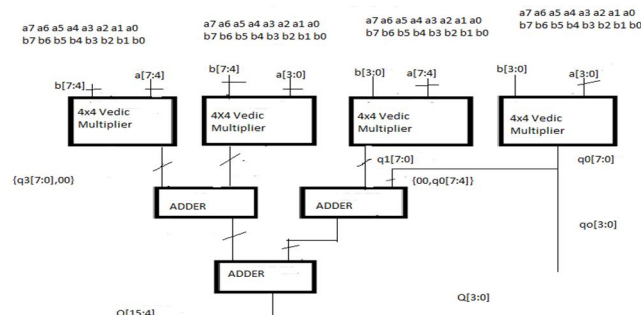 a7 a6 a5 a4 a3 a2 a1 a0
b7 b6 b5 b4 b3 b2 b1 b0
a7 a6 a5 a4 a3 a2 a1 a0
b7 b6 b5 b4 b3 b2 b1 b0
a7 a6 a5 a4 a3 a2 a1 a0
b7 b6 b5 b4 b3 b2 b1 b0
a7 a6 a5 a4 a3 a2 a1 a0
b7 b6 b5 b4 b3 b2 b1 b0
b[7:4]
a[7:4]
b[7:4]
a[3:0]
b[3:0]
a[7:4]
b[3:0]
a[3:0]
4x4 Vedic
Multiplier
4X4 Vedic
Multiplier
4x4 Vedic
Multiplier
4x4 Vedic
Multiplier
q1[7:0]
q0[7:0]
{q3[7:0],00}
{00,q0[7:4]}
ADDER
ADDER
qo[3:0]
ADDER
Q[3:0]
Q[15:4]